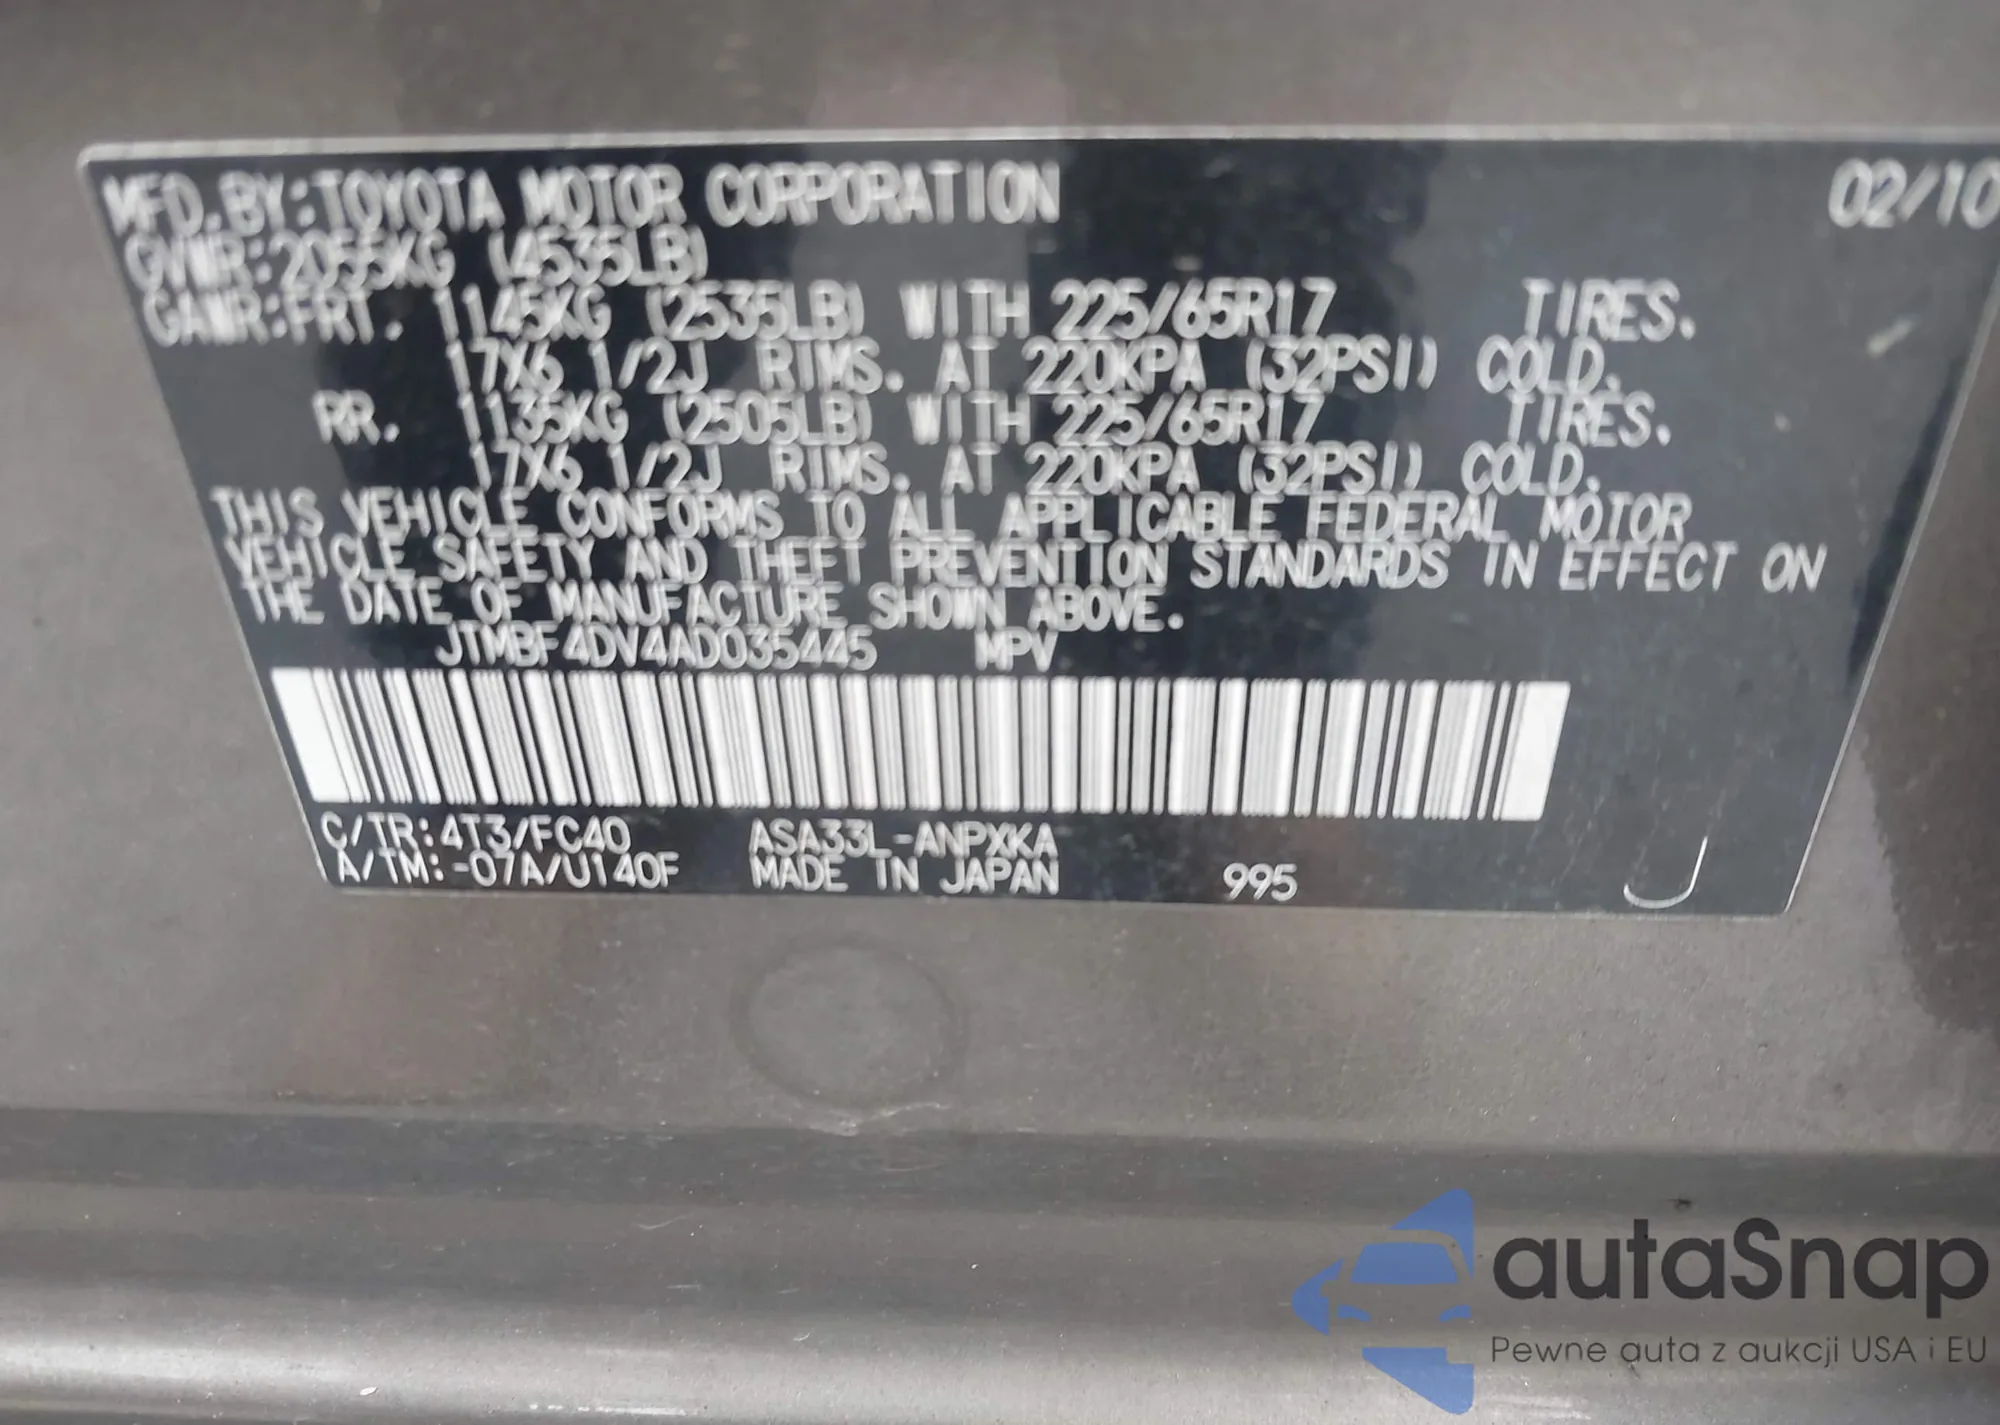 MFD.BY:TOYOTA MOTOR CORPORATION 02/10
GVWR:2055KG (4535LB)
GAWR:FRT. 1145KG (2535LB) WITH 225/65R17 TIRES.
17X6 1/2J RIMS. AT 220KPA (32PSI) COLD.
RR. 1135KG (2505LB) WITH 225/65R17 TIRES.
17X6 1/2J RIMS. AT 220KPA (32PSI) COLD.
THIS VEHICLE CONFORMS TO ALL APPLICABLE FEDERAL MOTOR
VEHICLE SAFETY AND THEFT PREVENTION STANDARDS IN EFFECT ON
THE DATE OF MANUFACTURE SHOWN ABOVE.
JTMBF4DV4AD035445 MPV
C/TR:4T3/FC40 ASA33L-ANPXKA
A/TM:-07A/U140F MADE IN JAPAN 995
J
autaSnap
Pewne auta z aukcji USA i EU